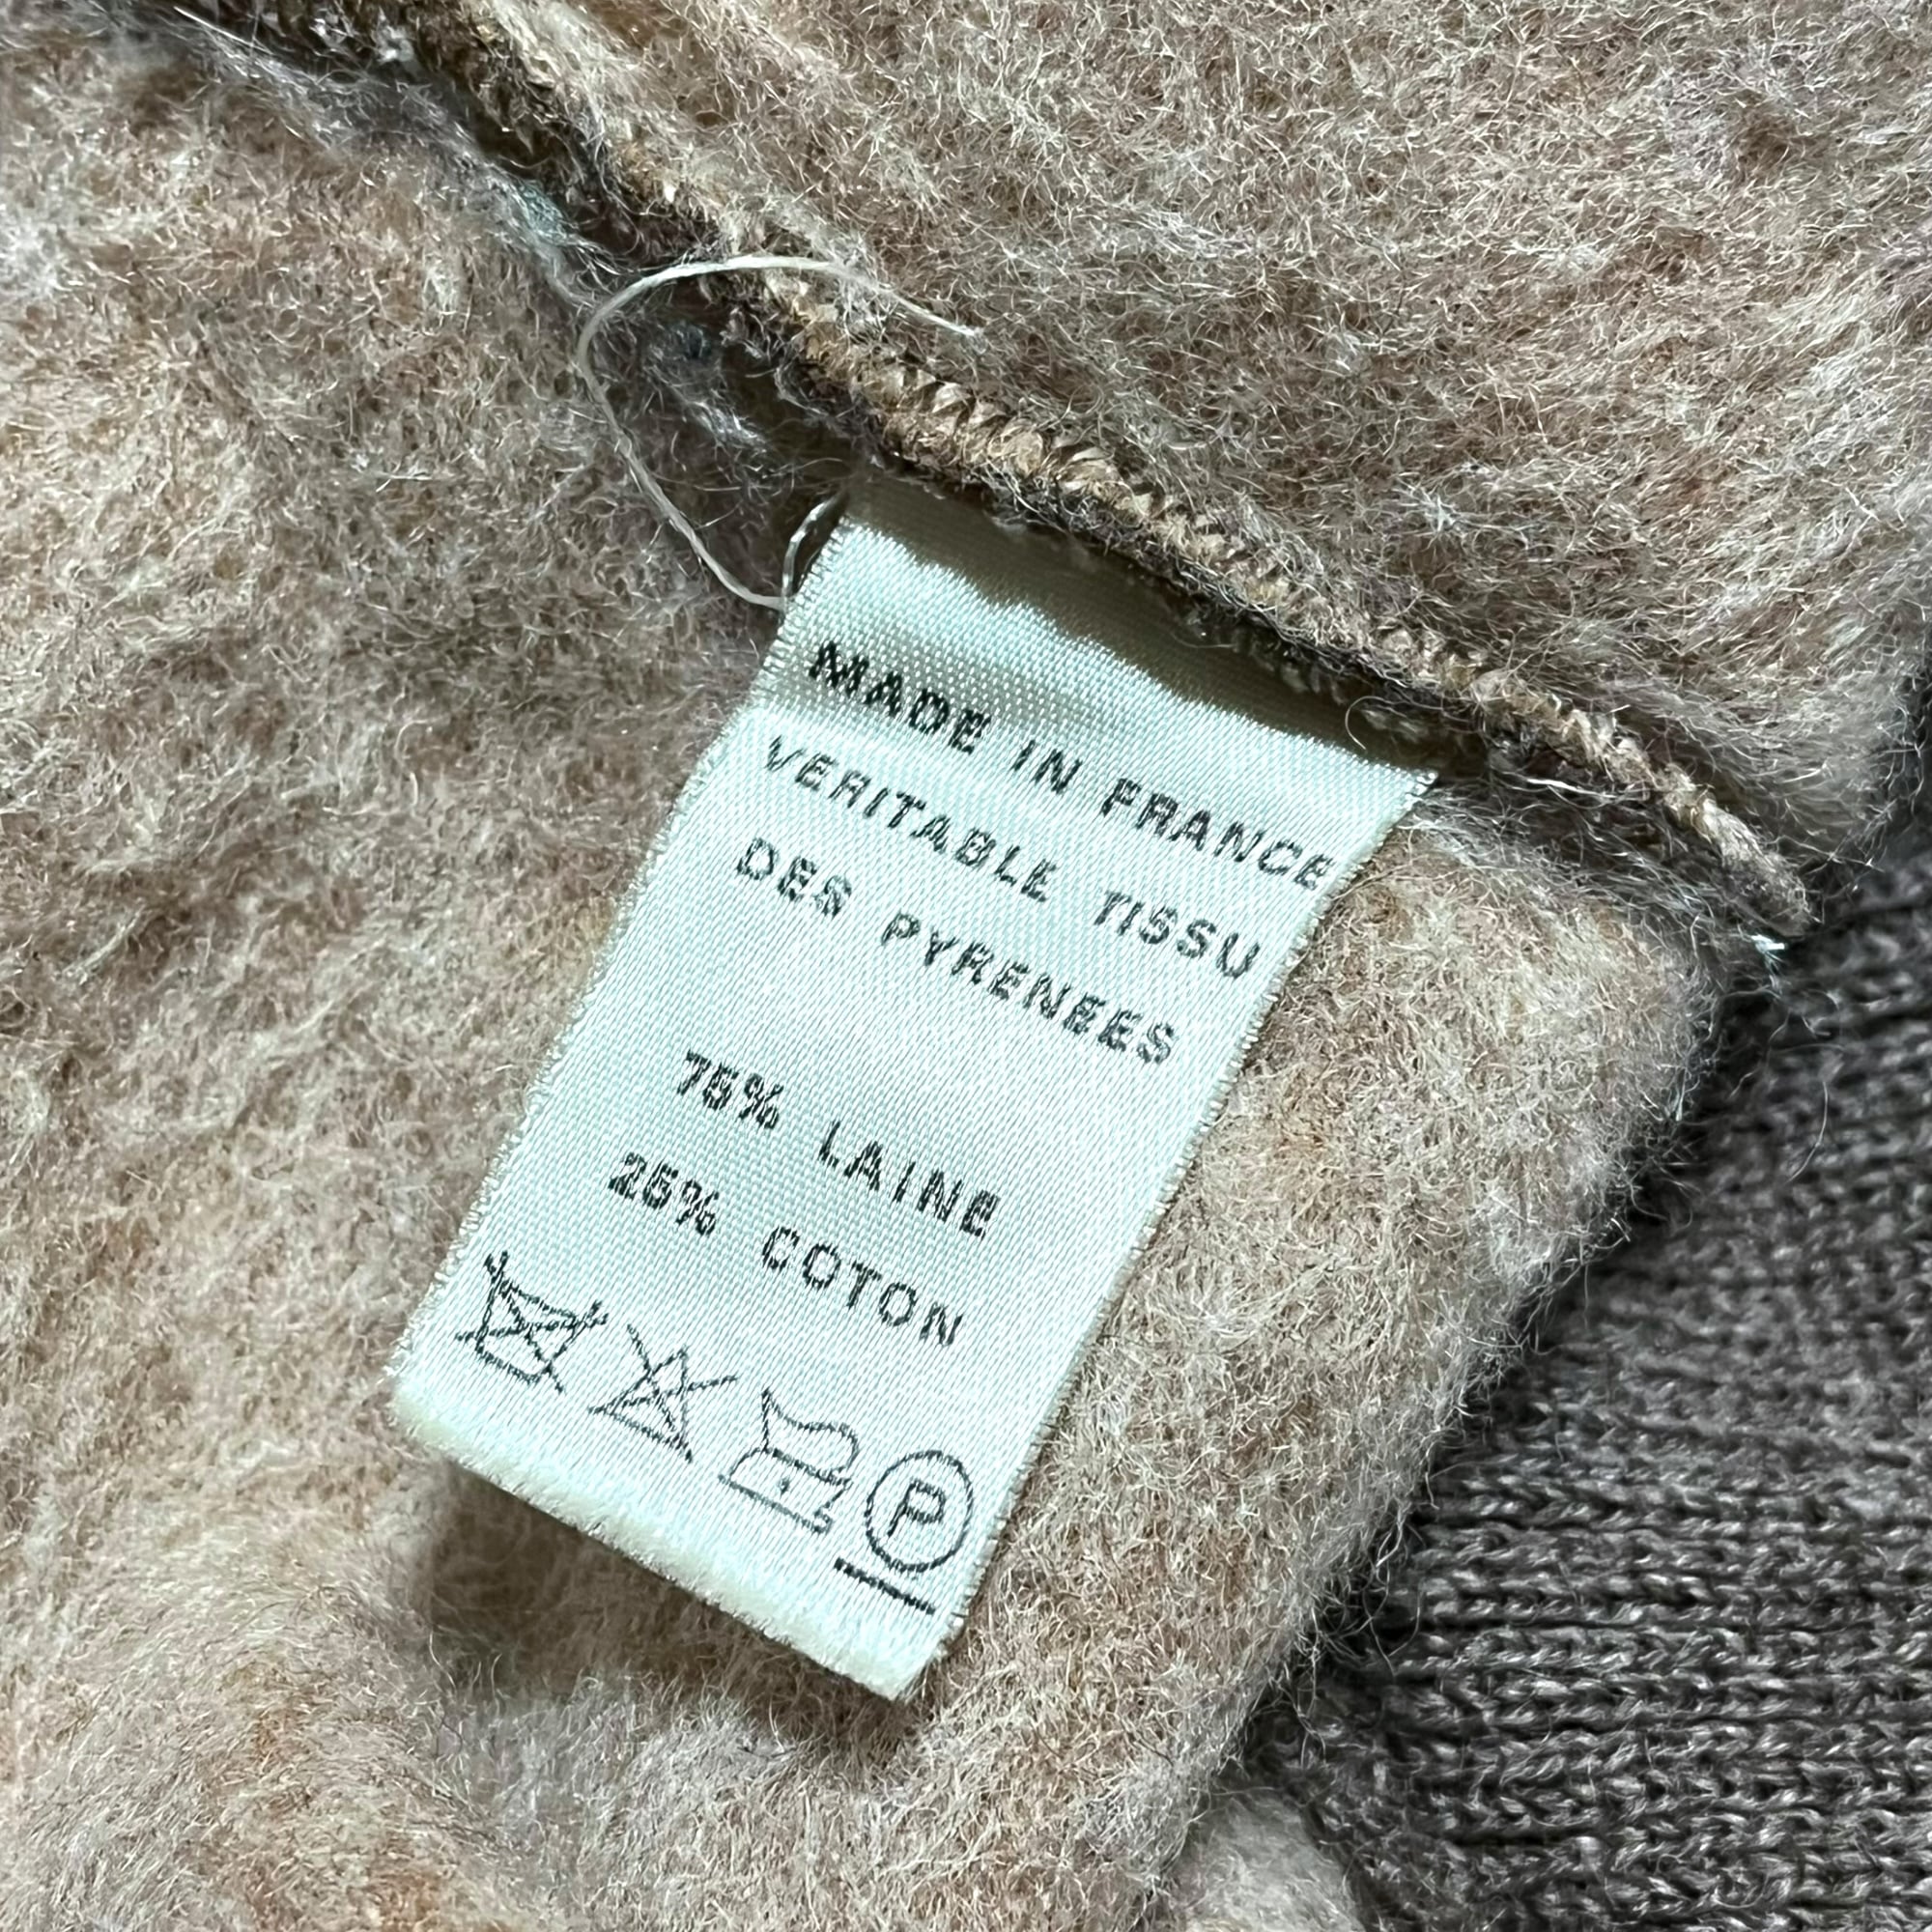 MADE IN FRANCE
VERITABLE TISSU
DES PYRENEES
75% LAINE
25% COTON
P